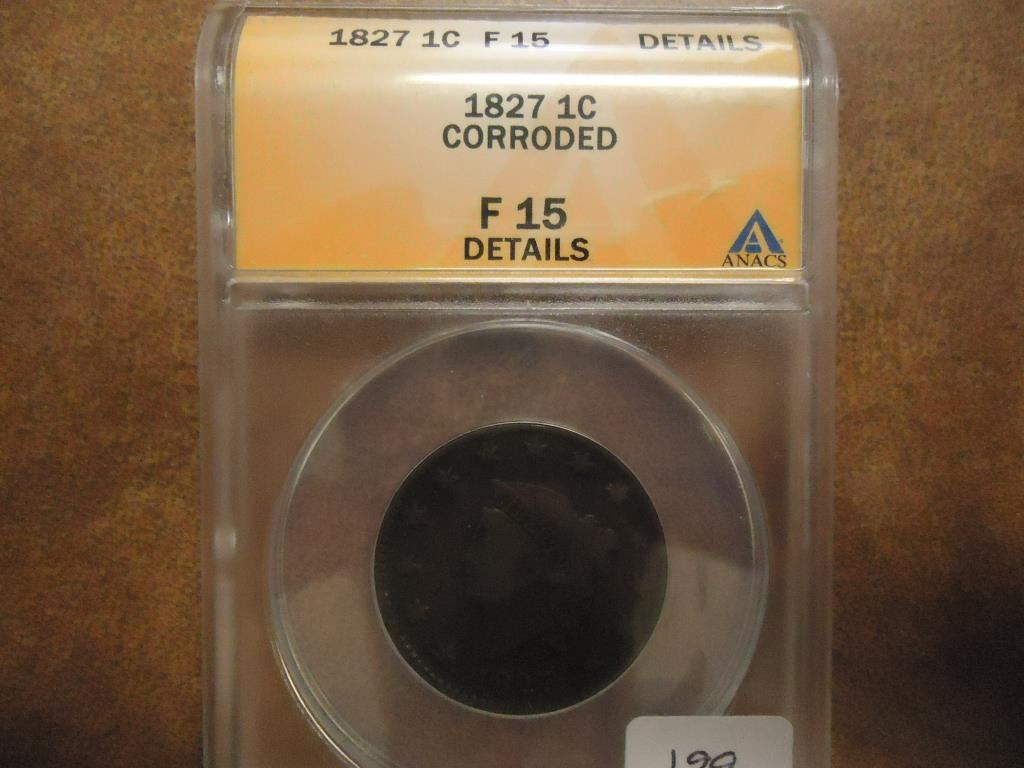 1827 1C F 15 DETAILS
1827 1C
CORRODED
F 15
DETAILS
ANACS